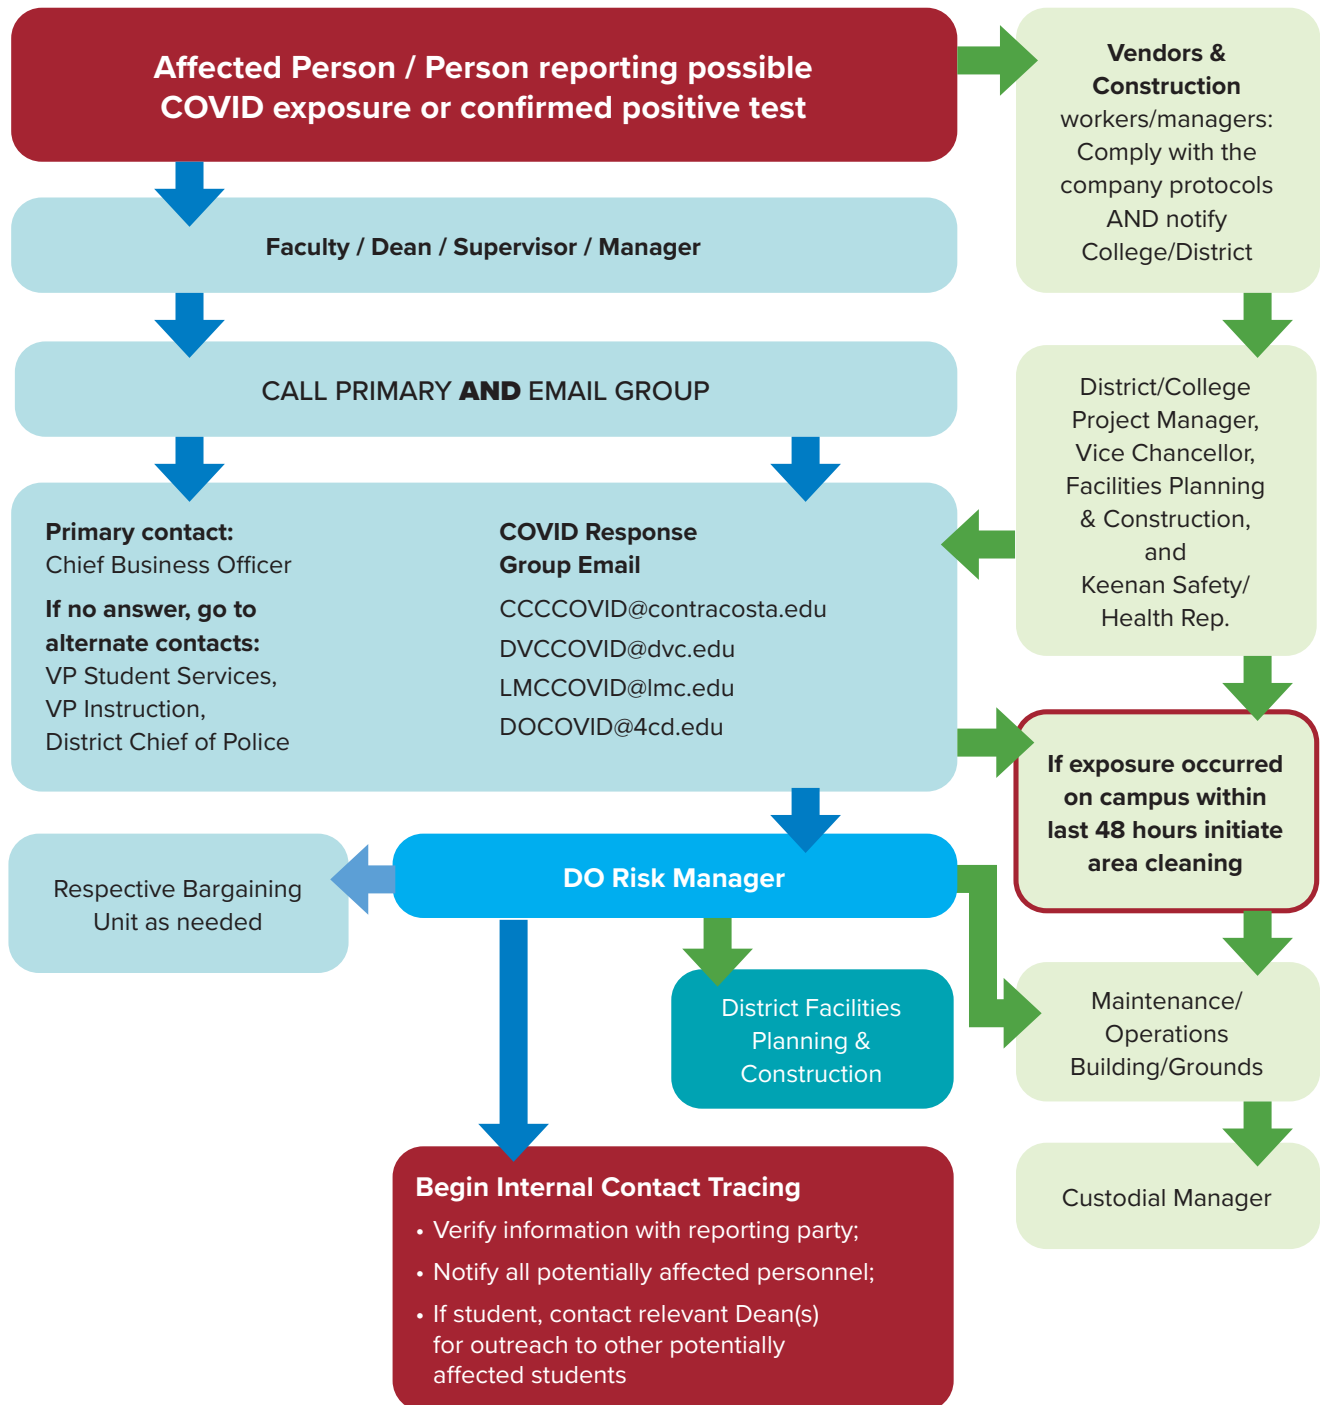 Affected Person / Person reporting possible
COVID exposure or confirmed positive test
Vendors &
Construction
workers/managers:
Comply with the
company protocols
AND notify
College/District
Faculty / Dean / Supervisor / Manager
CALL PRIMARY AND EMAIL GROUP
District/College
Project Manager,
Vice Chancellor,
Facilities Planning
& Construction,
and
Keenan Safety/
Health Rep.
Primary contact:
Chief Business Officer
If no answer, go to
alternate contacts:
VP Student Services,
VP Instruction,
District Chief of Police
COVID Response
Group Email
CCCCOVID@contracosta.edu
DVCCOVID@dvc.edu
LMCCOVID@lmc.edu
DOCOVID@4cd.edu
If exposure occurred
on campus within
last 48 hours initiate
area cleaning
Respective Bargaining
Unit as needed
DO Risk Manager
District Facilities
Planning &
Construction
Maintenance/
Operations
Building/Grounds
Custodial Manager
Begin Internal Contact Tracing
• Verify information with reporting party;
• Notify all potentially affected personnel;
• If student, contact relevant Dean(s)
for outreach to other potentially
affected students